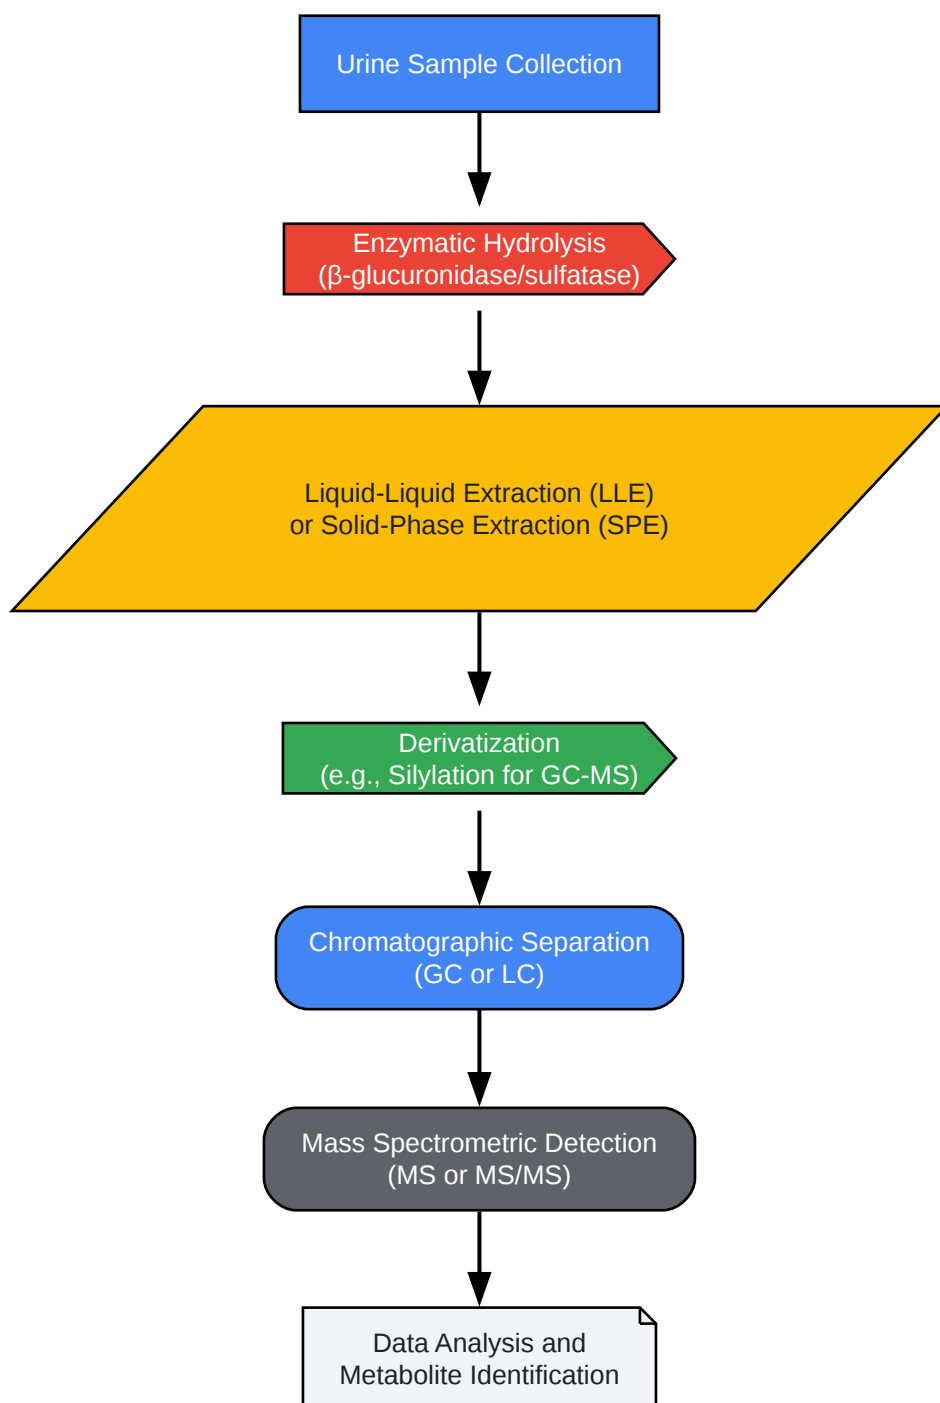 Urine Sample Collection
Enzymatic Hydrolysis
(β-glucuronidase/sulfatase)
Liquid-Liquid Extraction (LLE)
or Solid-Phase Extraction (SPE)
Derivatization
(e.g., Silylation for GC-MS)
Chromatographic Separation
(GC or LC)
Mass Spectrometric Detection
(MS or MS/MS)
Data Analysis and
Metabolite Identification